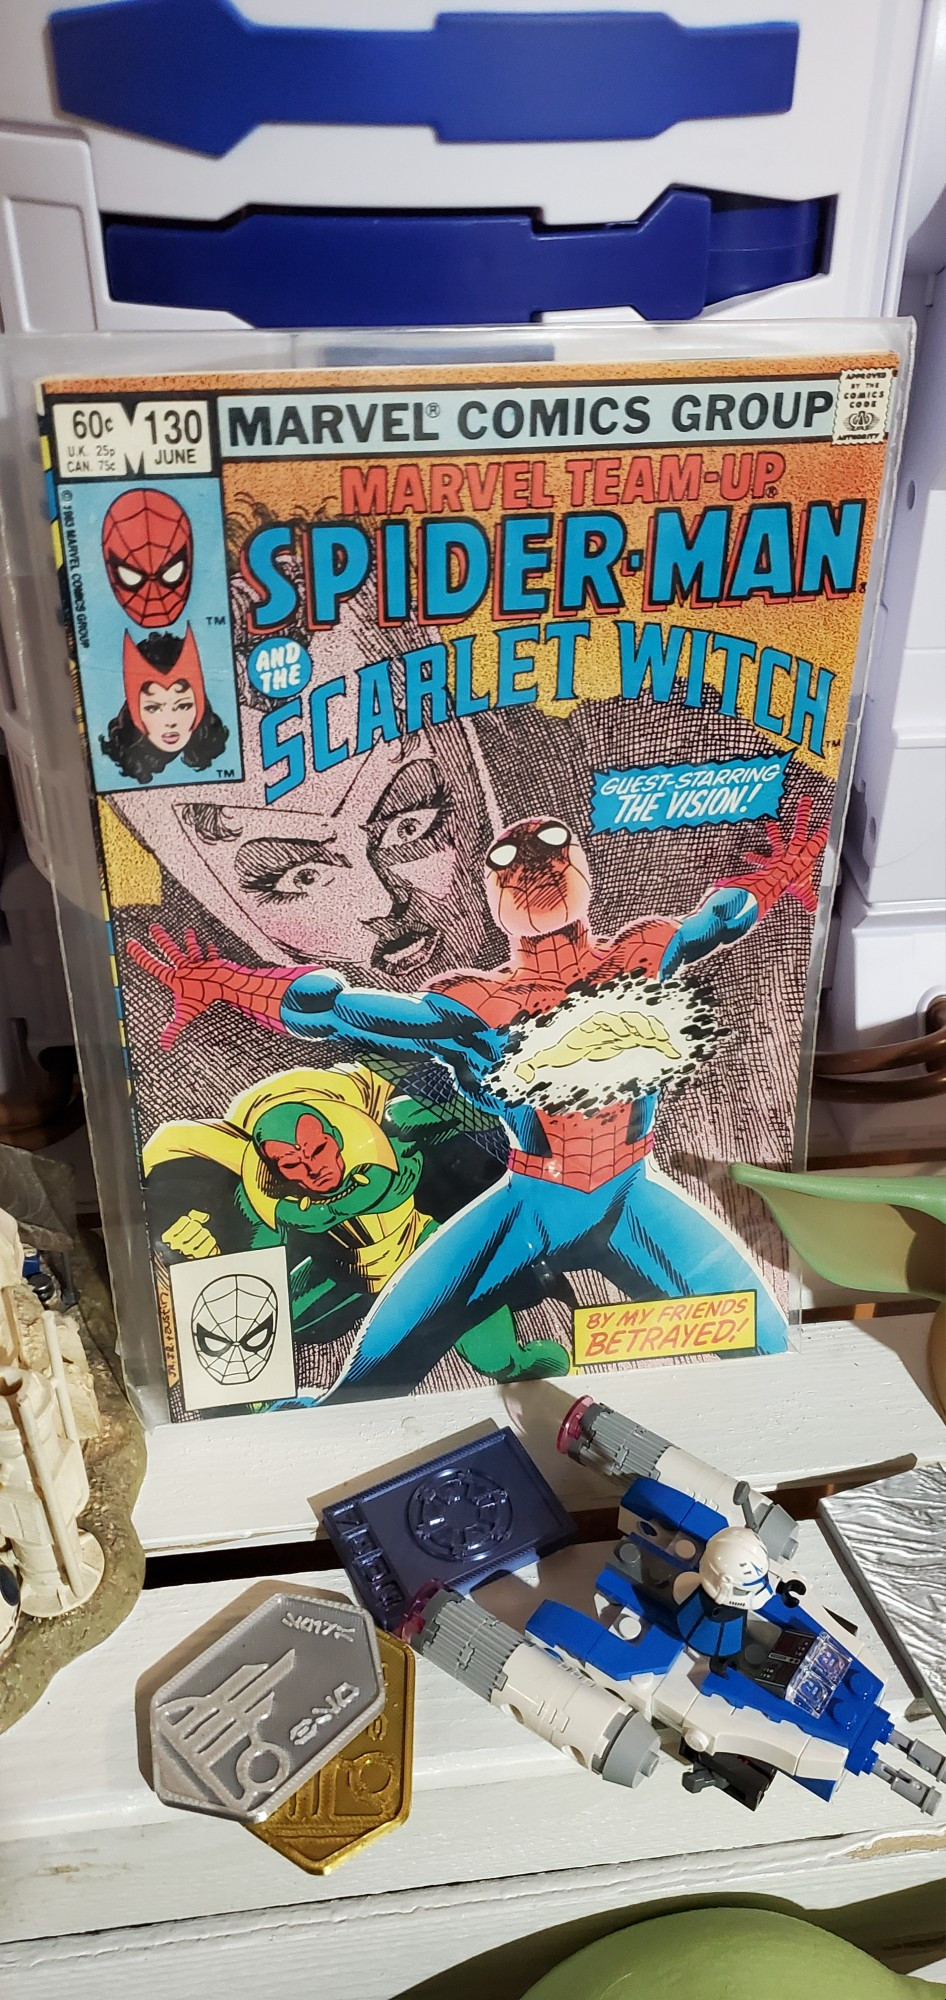 60¢
U.K. 25p
CAN. 75¢
M
130
JUNE
MARVEL® COMICS GROUP
APPROVED
BY THE
COMICS
CODE
AUTHORITY
© 1983 MARVEL COMICS GROUP
MARVEL TEAM-UP®
SPIDER-MAN®
TM
AND
THE
SCARLET WITCH™
TM
GUEST-STARRING
THE VISION!
BY MY FRIENDS
BETRAYED!